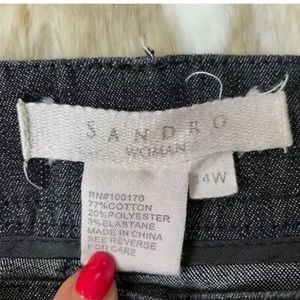 SANDRO
WOMAN
14W
RN#100170
77%COTTON
20%POLYESTER
3%ELASTANE
MADE IN CHINA
SEE REVERSE
FOR CARE